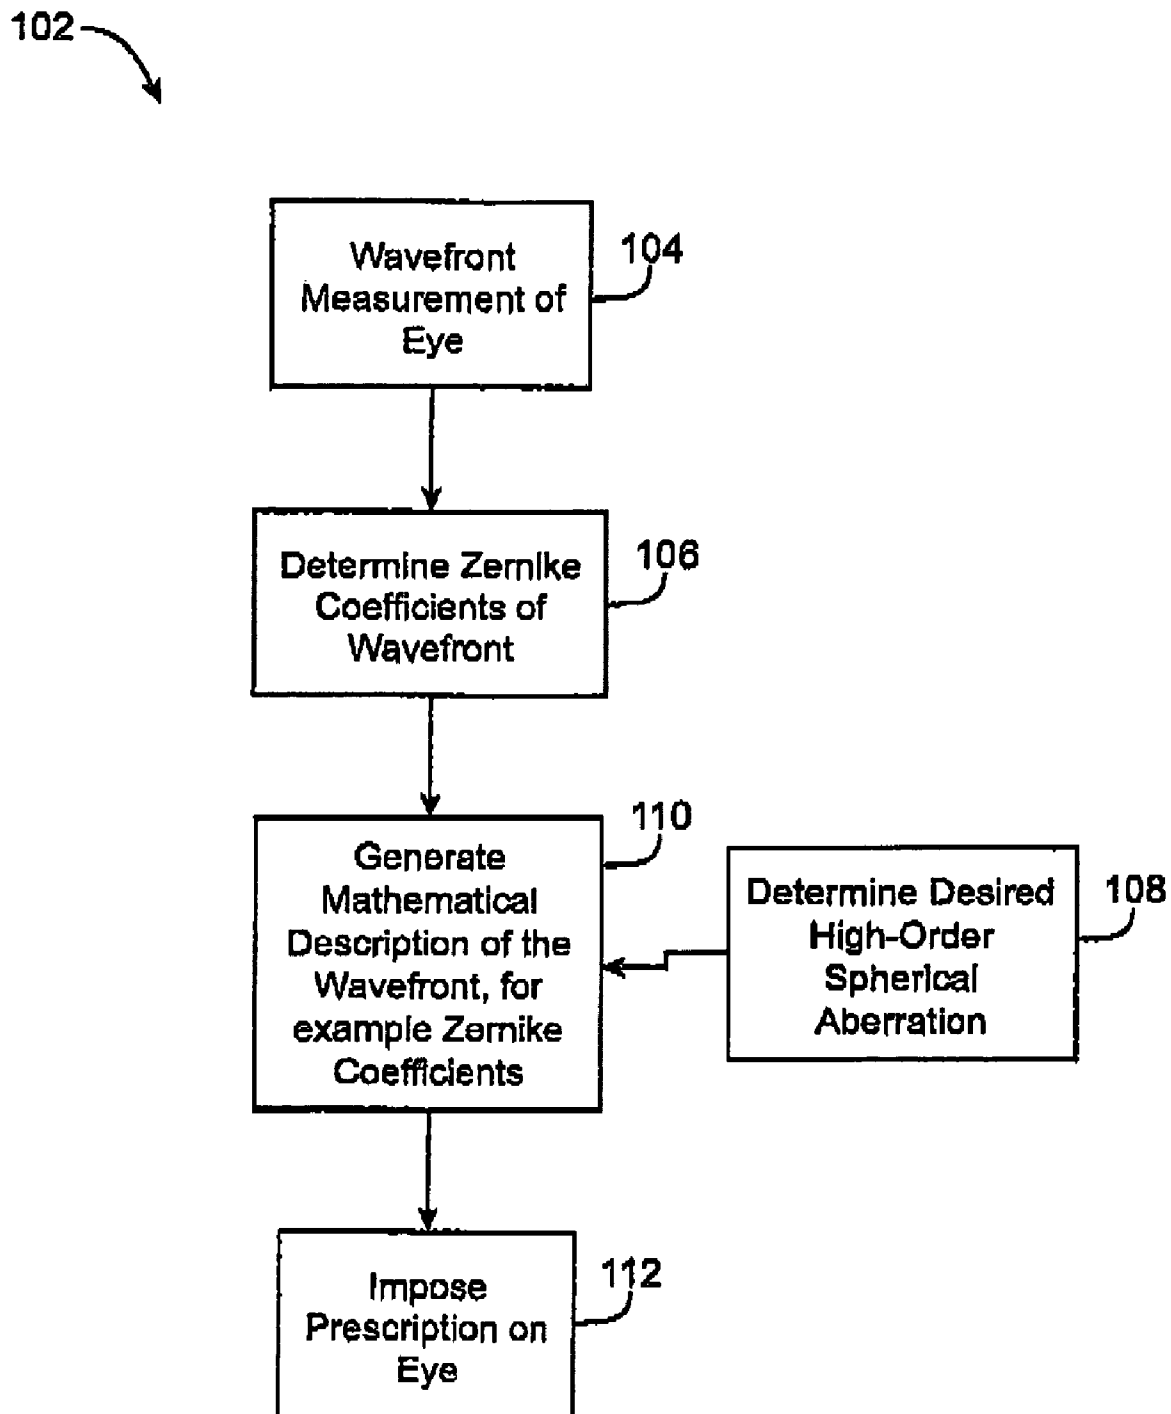 102
Wavefront
Measurement of
Eye
104
Determine Zernike
Coefficients of
Wavefront
106
Generate
Mathematical
Description of the
Wavefront, for
example Zernike
Coefficients
110
Determine Desired
High-Order
Spherical
Aberration
108
Impose
Prescription on
Eye
112